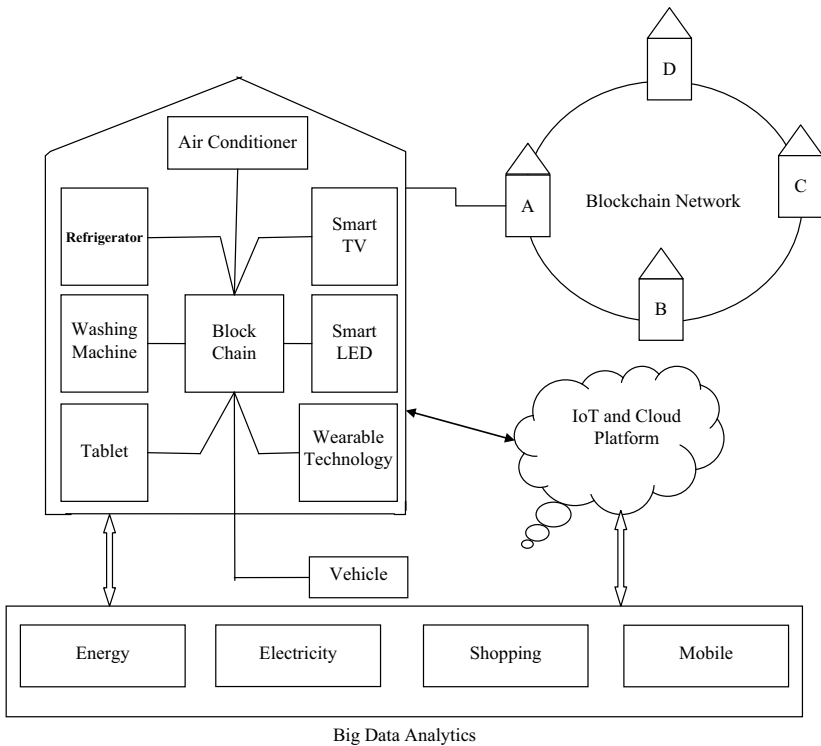 D
Air Conditioner
C
A
Blockchain Network
Refrigerator
Smart
TV
B
Washing
Machine
Block
Chain
Smart
LED
IoT and Cloud
Platform
Tablet
Wearable
Technology
Vehicle
Energy
Electricity
Shopping
Mobile
Big Data Analytics